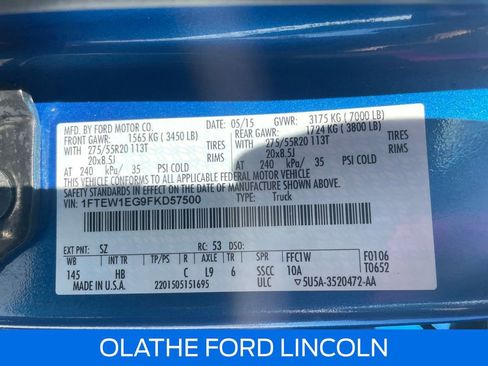 MFD. BY FORD MOTOR CO.
DATE: 05/15 GVWR: 3175 KG ( 7000 LB)
FRONT GAWR: 1565 KG ( 3450 LB) REAR GAWR: 1724 KG ( 3800 LB)
WITH 275/55R20 113T TIRES WITH 275/55R20 113T TIRES
20x8.5J RIMS 20x8.5J RIMS
AT 240 kPa/ 35 PSI COLD AT 240 kPa/ 35 PSI COLD
THIS VEHICLE CONFORMS TO ALL APPLICABLE FEDERAL MOTOR VEHICLE
SAFETY STANDARDS IN EFFECT ON THE DATE OF MANUFACTURE SHOWN ABOVE.
VIN: 1FTEW1EG9FKD57500 TYPE: Truck
EXT PNT: SZ RC: 53 DSO:
WB INT TR TP/PS R AXLE TR SPR FFC1W F0106
145 HB C L9 6 SSCC 10A T0652
MADE IN U.S.A. 2201505151695 ULC 5U5A-3520472-AA
OLATHE FORD LINCOLN